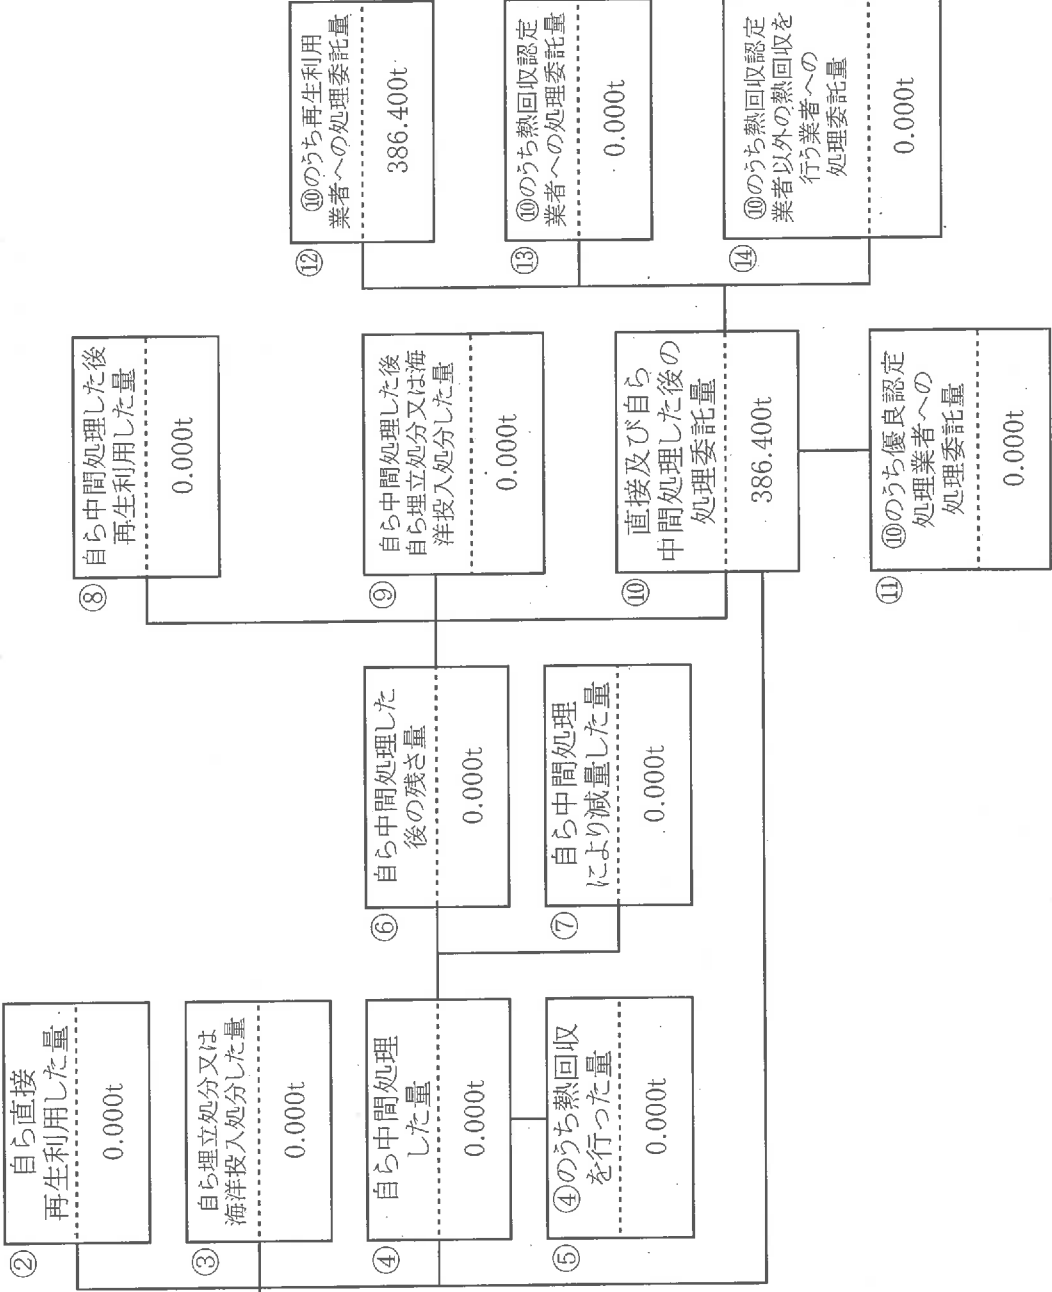 ②
自ら直接
再生利用した量
0.000t
③
自ら埋立処分又は
海洋投入処分した量
0.000t
④
自ら中間処理
した量
0.000t
⑤
④のうち熱回収
を行った量
0.000t
⑥
自ら中間処理した
後の残さ量
0.000t
⑦
自ら中間処理
により減量した量
0.000t
⑧
自ら中間処理した後
再生利用した量
0.000t
⑨
自ら中間処理した後
自ら埋立処分又は海
洋投入処分した量
0.000t
⑩
直接及び自ら
中間処理した後の
処理委託量
386.400t
⑪
⑩のうち優良認定
処理業者への
処理委託量
0.000t
⑫
⑩のうち再生利用
業者への処理委託量
386.400t
⑬
⑩のうち熱回収認定
業者への処理委託量
0.000t
⑭
⑩のうち熱回収認定
業者以外の熱回収を
行う業者への
処理委託量
0.000t